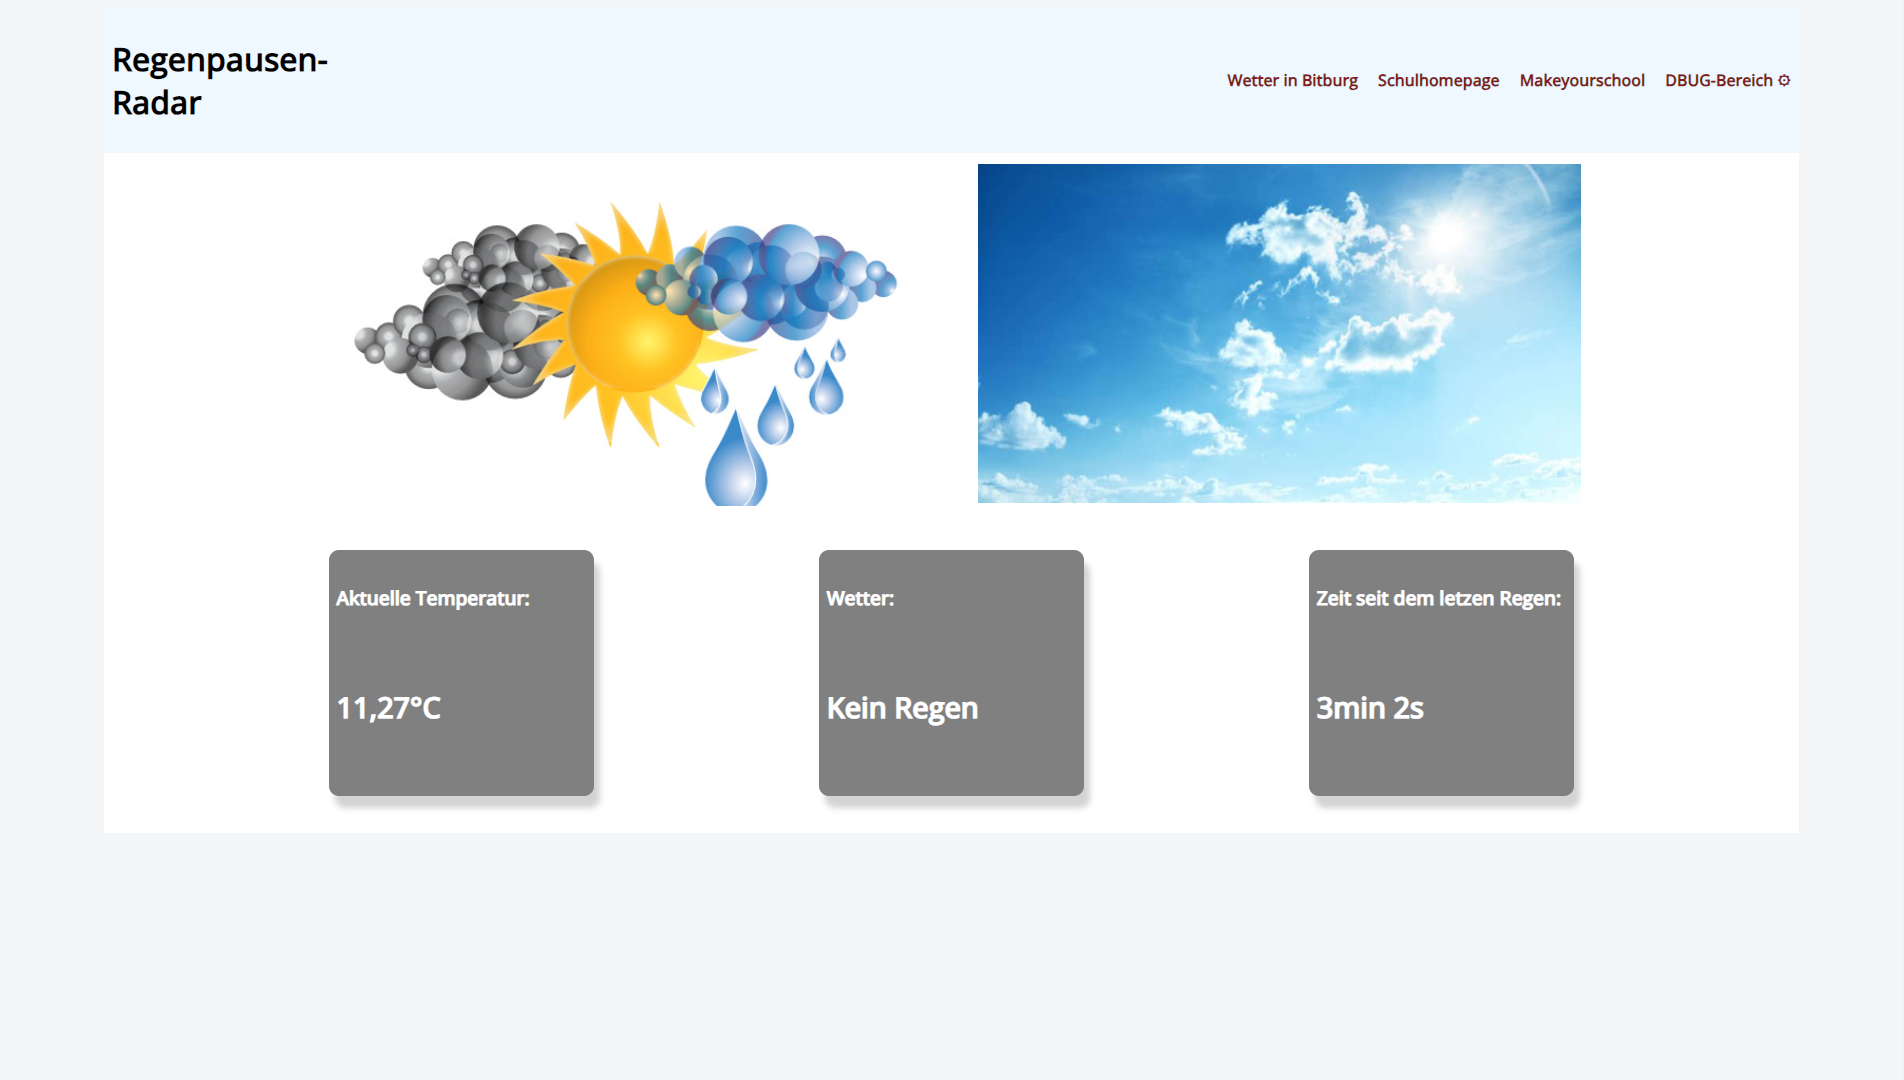 Regenpausen-
Radar
Wetter in Bitburg Schulhomepage Makeyourschool DBUG-Bereich ⚙
Aktuelle Temperatur:
11,27°C
Wetter:
Kein Regen
Zeit seit dem letzen Regen:
3min 2s